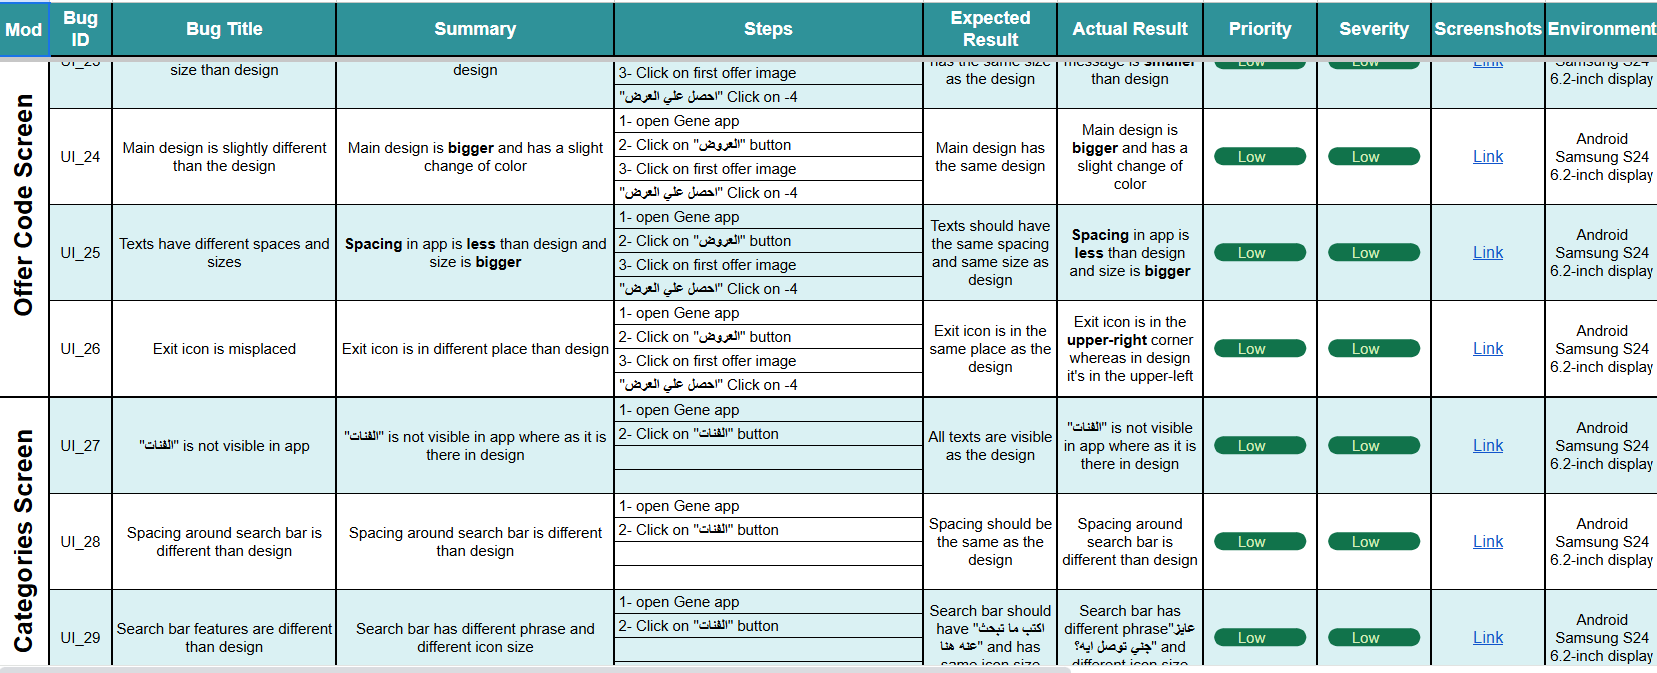 Mod
Bug
ID
Bug Title
Summary
Steps
Expected
Result
Actual Result
Priority
Severity
Screenshots
Environment
Offer Code Screen
size than design
design
3- Click on first offer image
"احصل علي العرض" Click on -4
has the same size
as the design
message is smaller
than design
Low
Low
Link
Samsung S24
6.2-inch display
UI_24
Main design is slightly different
than the design
Main design is bigger and has a slight
change of color
1- open Gene app
2- Click on "العروض" button
3- Click on first offer image
"احصل علي العرض" Click on -4
Main design has
the same design
Main design is
bigger and has a
slight change of
color
Low
Low
Link
Android
Samsung S24
6.2-inch display
UI_25
Texts have different spaces and
sizes
Spacing in app is less than design and
size is bigger
1- open Gene app
2- Click on "العروض" button
3- Click on first offer image
"احصل علي العرض" Click on -4
Texts should have
the same spacing
and same size as
design
Spacing in app is
less than design
and size is bigger
Low
Low
Link
Android
Samsung S24
6.2-inch display
UI_26
Exit icon is misplaced
Exit icon is in different place than design
1- open Gene app
2- Click on "العروض" button
3- Click on first offer image
"احصل علي العرض" Click on -4
Exit icon is in the
same place as the
design
Exit icon is in the
upper-right corner
whereas in design
it's in the upper-left
Low
Low
Link
Android
Samsung S24
6.2-inch display
Categories Screen
UI_27
"الفئات" is not visible in app
"الفئات" is not visible in app where as it is
there in design
1- open Gene app
2- Click on "الفئات" button
All texts are visible
as the design
"الفئات" is not visible
in app where as it is
there in design
Low
Low
Link
Android
Samsung S24
6.2-inch display
UI_28
Spacing around search bar is
different than design
Spacing around search bar is different
than design
1- open Gene app
2- Click on "الفئات" button
Spacing should be
the same as the
design
Spacing around
search bar is
different than design
Low
Low
Link
Android
Samsung S24
6.2-inch display
UI_29
Search bar features are different
than design
Search bar has different phrase and
different icon size
1- open Gene app
2- Click on "الفئات" button
Search bar should
have "اكتب ما تبحث
عنه هنا" and has
same icon size
Search bar has
different phrase"عايز
جني توصل ايه؟" and
different icon size
Low
Low
Link
Android
Samsung S24
6.2-inch display